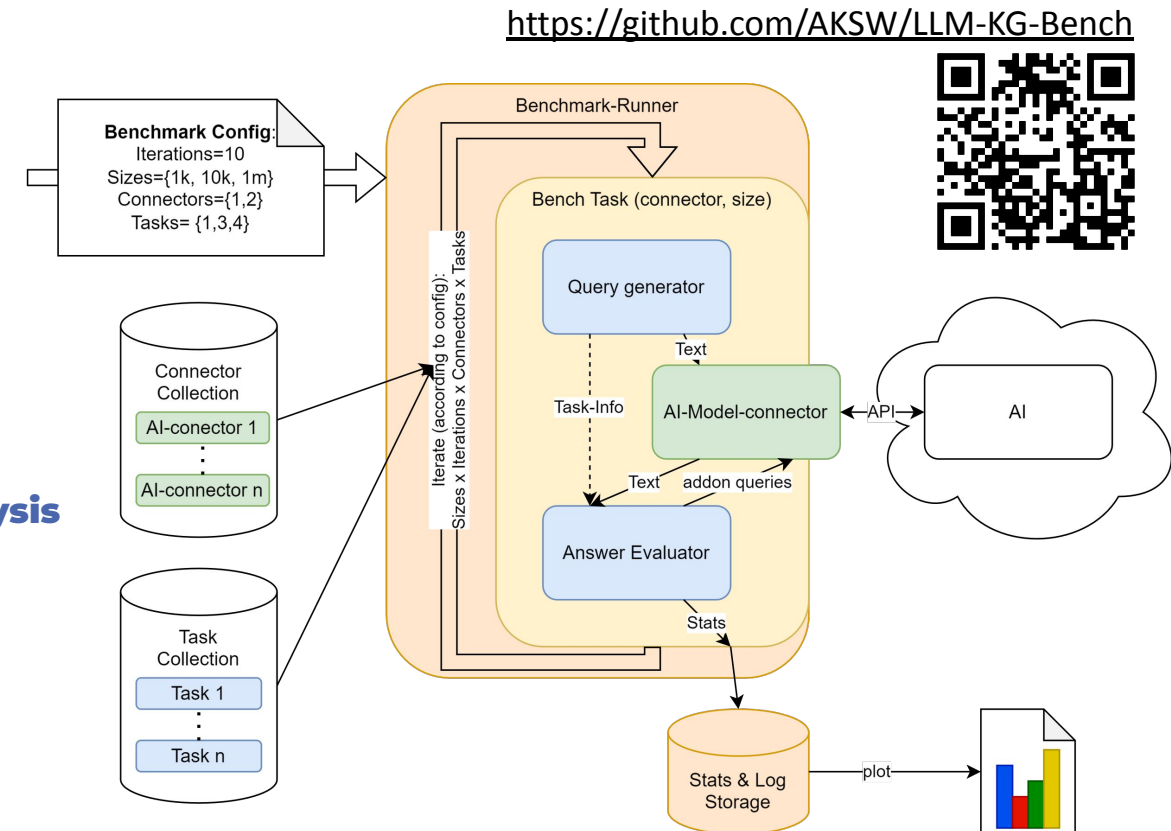 https://github.com/AKSW/LLM-KG-Bench
Benchmark Config:
Iterations=10
Sizes={1k, 10k, 1m}
Connectors={1,2}
Tasks= {1,3,4}
Benchmark-Runner
Iterate (according to config):
Sizes x Iterations x Connectors x Tasks
Bench Task (connector, size)
Query generator
Text
Task-Info
AI-Model-connector
API
AI
Text
addon queries
Answer Evaluator
Stats
Connector
Collection
AI-conector 1
AI-connector n
ysis
Task
Collection
Task 1
Task n
Stats & Log
Storage
plot